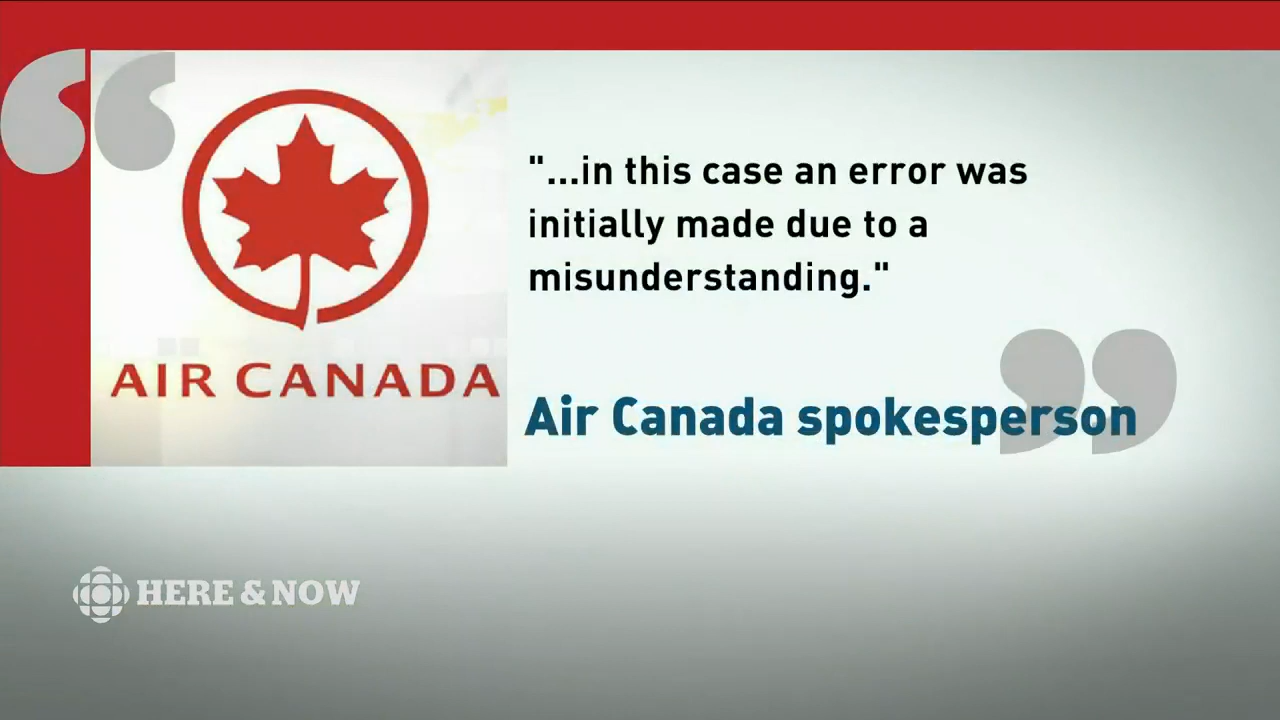 AIR CANADA
"...in this case an error was
initially made due to a
misunderstanding."
Air Canada spokesperson
HERE & NOW